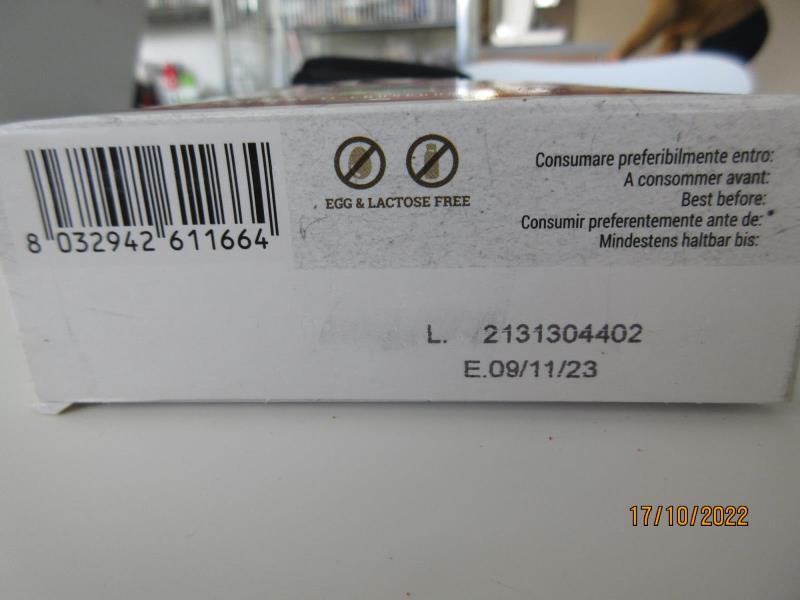 8 032942 611664
EGG & LACTOSE FREE
Consumare preferibilmente entro:
A consommer avant:
Best before:
Consumir preferentemente ante de:
Mindestens haltbar bis:
L. 2131304402
E.09/11/23
17/10/2022